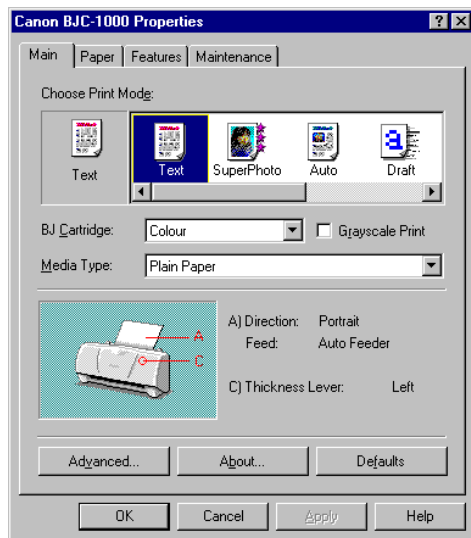 Canon BJC-1000 Properties
Main Paper Features Maintenance
Choose Print Mode:
Text
Text SuperPhoto Auto Draft
BJ Cartridge: Colour Grayscale Print
Media Type: Plain Paper
A) Direction: Portrait
A
Feed: Auto Feeder
C
C) Thickness Lever: Left
Advanced... About... Defaults
OK Cancel Apply Help